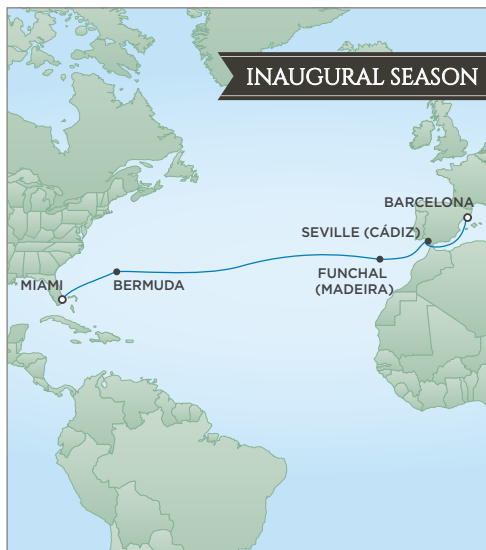 INAUGURAL SEASON
BARCELONA
SEVILLE (CÁDIZ)
FUNCHAL
(MADEIRA)
MIAMI
BERMUDA